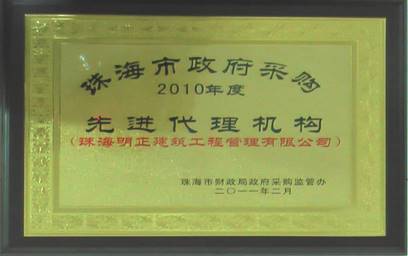 珠海市政府采购
2010年度
先进代理机构
(珠海明正建筑工程管理有限公司)
珠海市财政局政府采购监管办
二〇一一年二月